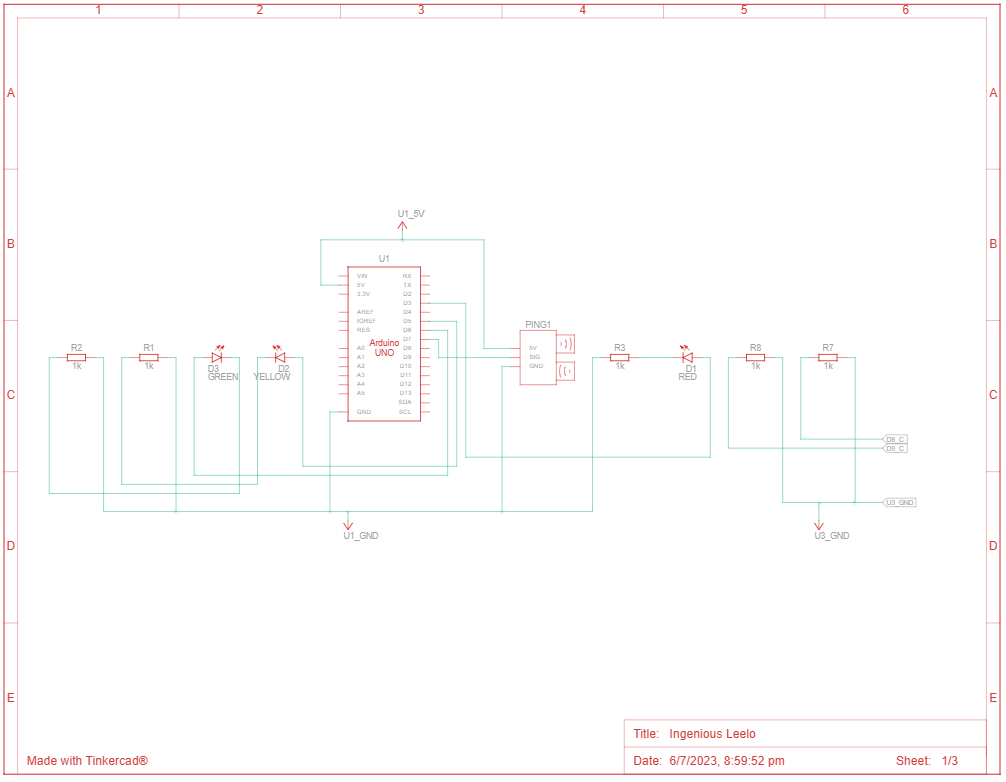 1 2 3 4 5 6
A A
U1_5V
B B
U1
VIN RX
5V TX
3.3V D2
D3
AREF D4
IOREF D5
RES D6
D7
A0 D8
A1 D9
A2 D10
A3 D11
A4 D12
A5 D13
SDA
GND SCL
Arduino
UNO
PING1
5V
SIG
GND
R2
1k
R1
1k
D3
GREEN
D2
YELLOW
R3
1k
D1
RED
R8
1k
R7
1k
C C
D8_C
D9_C
U3_GND
U1_GND
U3_GND
D D
E E
Title: Ingenious Leelo
Made with Tinkercad®
Date: 6/7/2023, 8:59:52 pm
Sheet: 1/3